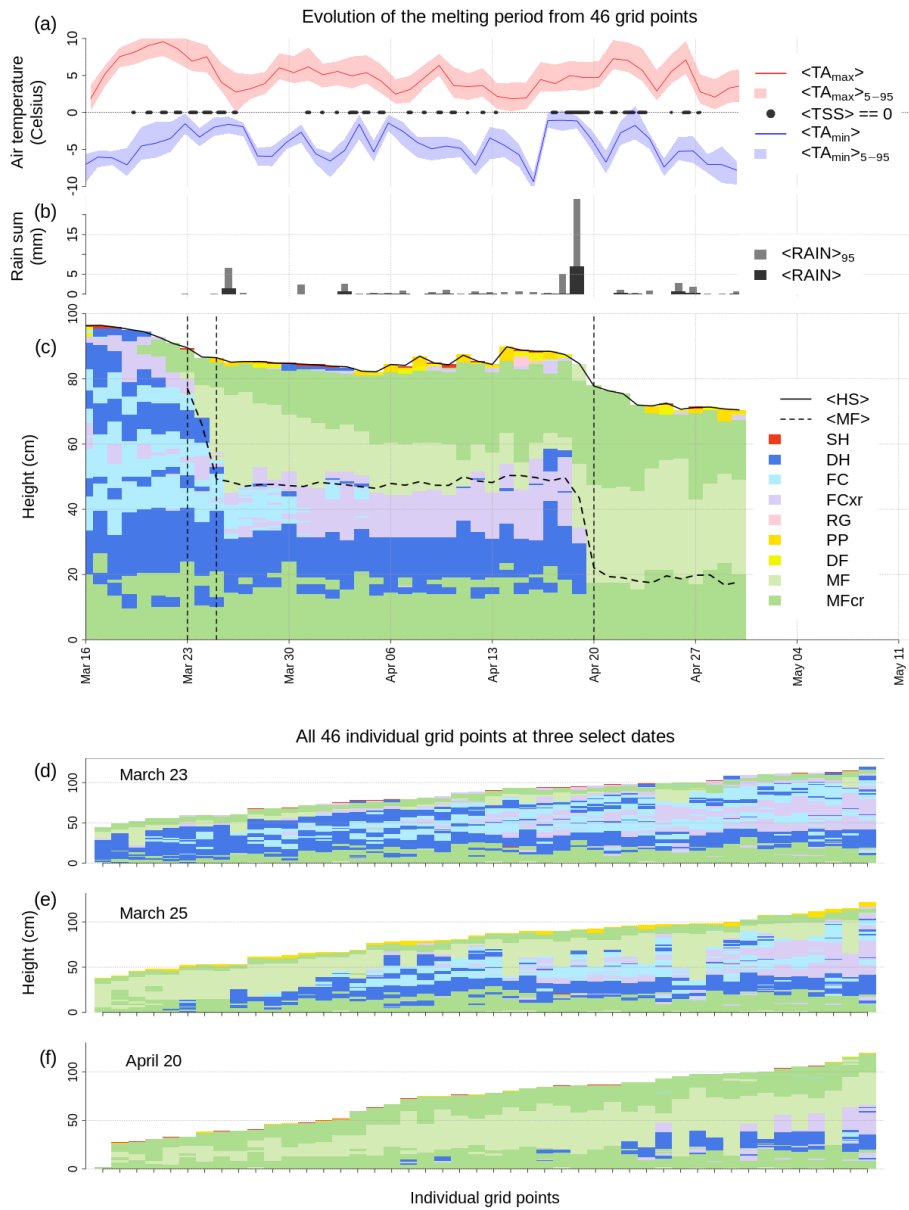 Evolution of the melting period from 46 grid points
(a)
Air temperature
(Celsius)
10
5
0
-5
-10
<TAmax>
<TAmax>5−95
<TSS> == 0
<TAmin>
<TAmin>5−95
(b)
Rain sum
(mm)
15
5
0
<RAIN>95
<RAIN>
(c)
Height (cm)
100
80
60
40
20
0
<HS>
<MF>
SH
DH
FC
FCxr
RG
PP
DF
MF
MFcr
Mar 16
Mar 23
Mar 30
Apr 06
Apr 13
Apr 20
Apr 27
May 04
May 11
All 46 individual grid points at three select dates
(d)
March 23
100
50
0
(e)
March 25
Height (cm)
100
50
0
(f)
April 20
100
50
0
Individual grid points